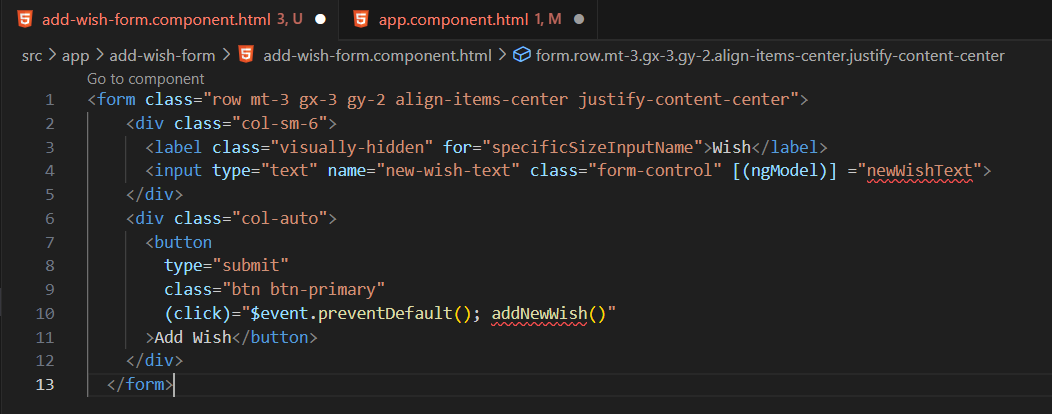 add-wish-form.component.html 3, U
app.component.html 1, M
src > app > add-wish-form > add-wish-form.component.html > form.row.mt-3.gx-3.gy-2.align-items-center.justify-content-center
Go to component
1 <form class="row mt-3 gx-3 gy-2 align-items-center justify-content-center">
2 <div class="col-sm-6">
3 <label class="visually-hidden" for="specificSizeInputName">Wish</label>
4 <input type="text" name="new-wish-text" class="form-control" [(ngModel)] ="newWishText">
5 </div>
6 <div class="col-auto">
7 <button
8 type="submit"
9 class="btn btn-primary"
10 (click)="$event.preventDefault(); addNewWish()"
11 >Add Wish</button>
12 </div>
13 </form>